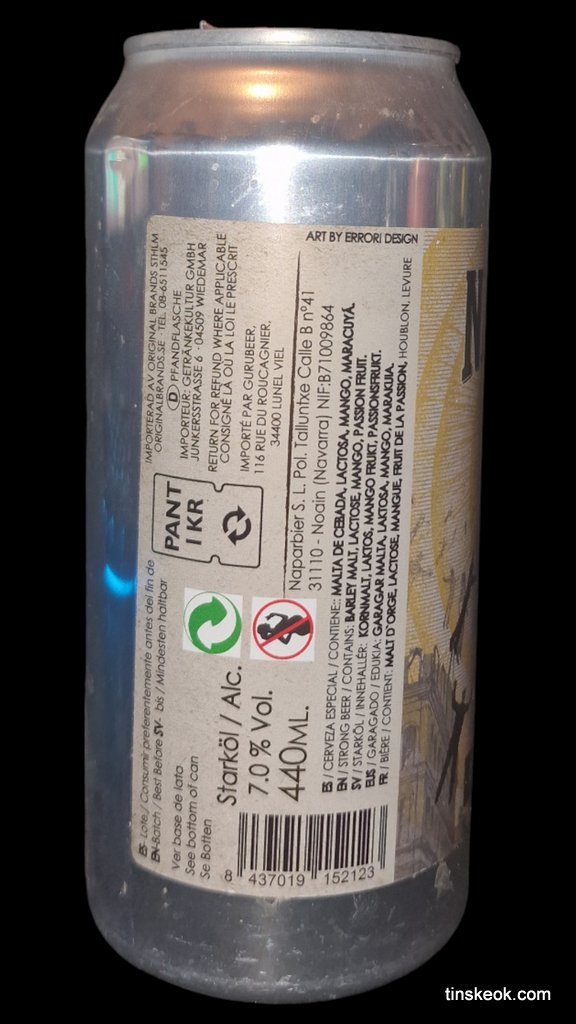 ART BY ERRORI DESIGN
IMPORTERAD AV ORIGINAL BRANDS STHLM
ORIGINALBRANDS.SE · TEL. 08-6511545
D PFANDFLASCHE
IMPORTEUR: GETRÄNKEKULTUR GMBH
JUNKERSSTRASSE 6 · 04509 WIEDEMAR
RETURN FOR REFUND WHERE APPLICABLE
CONSIGNÉ LÀ OÙ LA LOI LE PRESCRIT
IMPORTÉ PAR GURUBEER,
116 RUE DU ROUCAGNIER,
34400 LUNEL VIEL
PANT
1 KR
Naparbier S. L. Pol. Talluntxe Calle B nº41
31110 - Noain (Navarra) NIF:B71009864
ES- Lote / Consumir preferentemente antes del fin de
EN-Batch / Best Before SV- bis / Mindesten haltbar
Ver base de lata
See bottom of can
Se Botten
Starköl / Alc.
7.0 % Vol.
440ML.
ES / CERVEZA ESPECIAL / CONTIENE: MALTA DE CEBADA, LACTOSA, MANGO, MARACUYÁ.
EN / STRONG BEER / CONTAINS: BARLEY MALT, LACTOSE, MANGO, PASSION FRUIT.
SV / STARKÖL / INNEHALLËR: KORNMALT, LAKTOS, MANGO FRUKT, PASSIONSFRUKT.
EUS / GARAGADO / EDUKIA: GARAGAR MALTA, LAKTOSA, MANGO, MARAKUIA.
FR / BIÈRE / CONTIENT: MALT D'ORGE, LACTOSE, MANGUE, FRUIT DE LA PASSION, HOUBLON, LEVURE
8 437019 152123
N
tinskeok.com